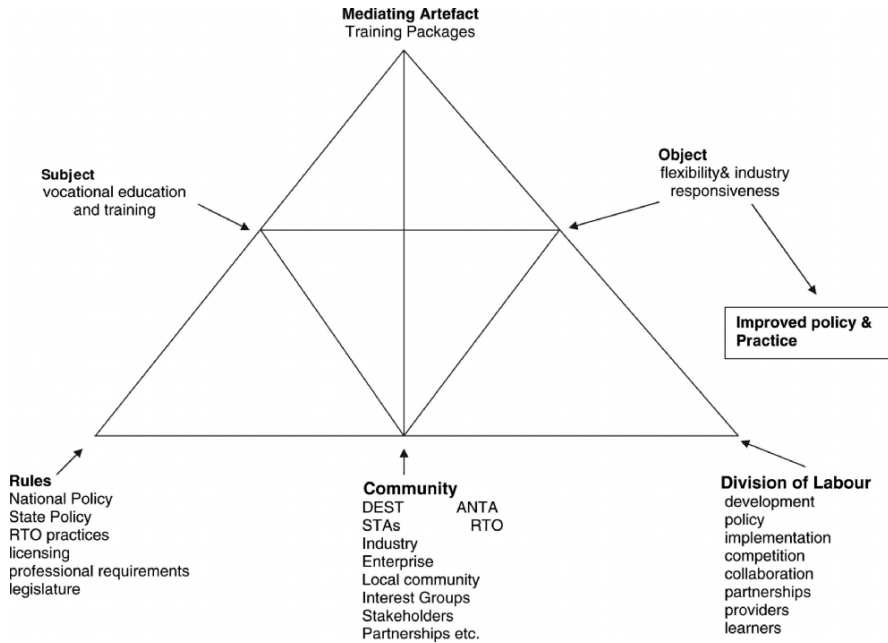 Mediating Artefact
Training Packages
Subject
vocational education
and training
Object
flexibility& industry
responsiveness
Improved policy &
Practice
Rules
National Policy
State Policy
RTO practices
licensing
professional requirements
legislature
Community
DEST ANTA
STAs RTO
Industry
Enterprise
Local community
Interest Groups
Stakeholders
Partnerships etc.
Division of Labour
development
policy
implementation
competition
collaboration
partnerships
providers
learners